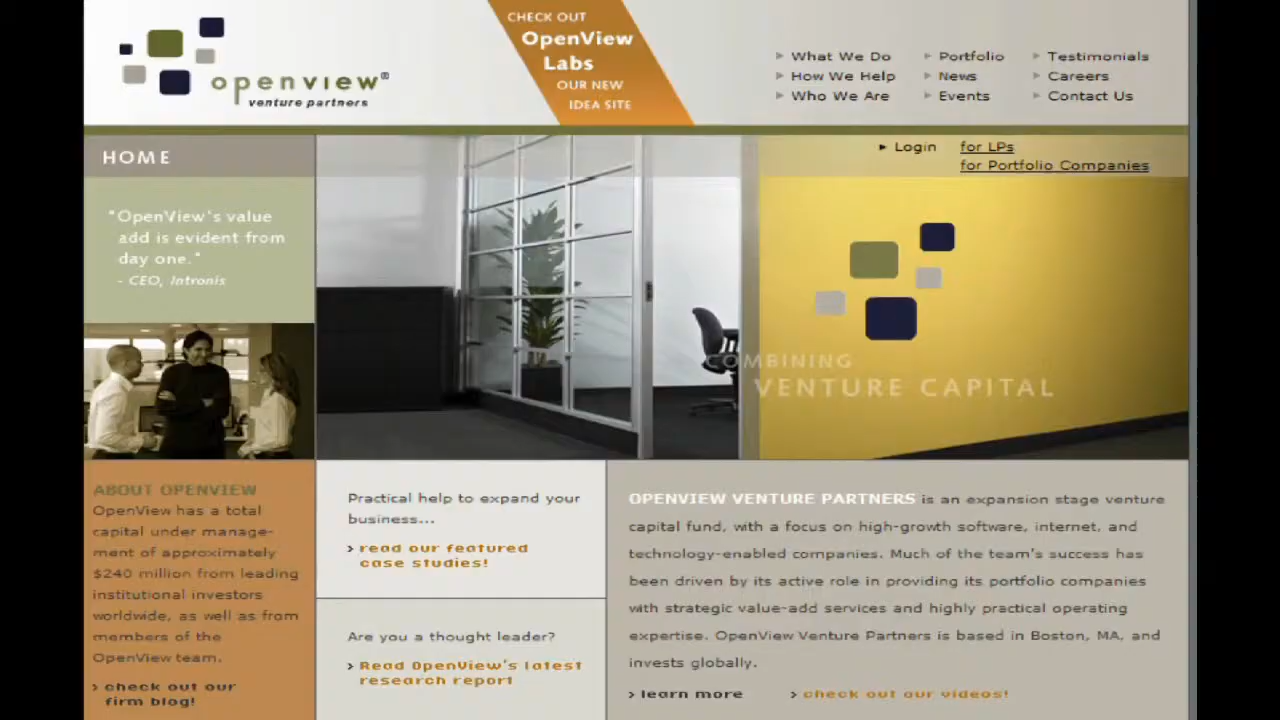 CHECK OUT
OpenView
Labs
OUR NEW
IDEA SITE
openview®
venture partners
What We Do
How We Help
Who We Are
Portfolio
News
Events
Testimonials
Careers
Contact Us
HOME
Login for LPs
for Portfolio Companies
"OpenView's value
add is evident from
day one."
- CEO, Intronis
COMBINING
VENTURE CAPITAL
ABOUT OPENVIEW
OpenView has a total
capital under manage-
ment of approximately
$240 million from leading
institutional investors
worldwide, as well as from
members of the
OpenView team.
check out our
firm blog!
Practical help to expand your
business...
read our featured
case studies!
Are you a thought leader?
Read OpenView's latest
research report
OPENVIEW VENTURE PARTNERS is an expansion stage venture
capital fund, with a focus on high-growth software, internet, and
technology-enabled companies. Much of the team's success has
been driven by its active role in providing its portfolio companies
with strategic value-add services and highly practical operating
expertise. OpenView Venture Partners is based in Boston, MA, and
invests globally.
learn more
check out our videos!